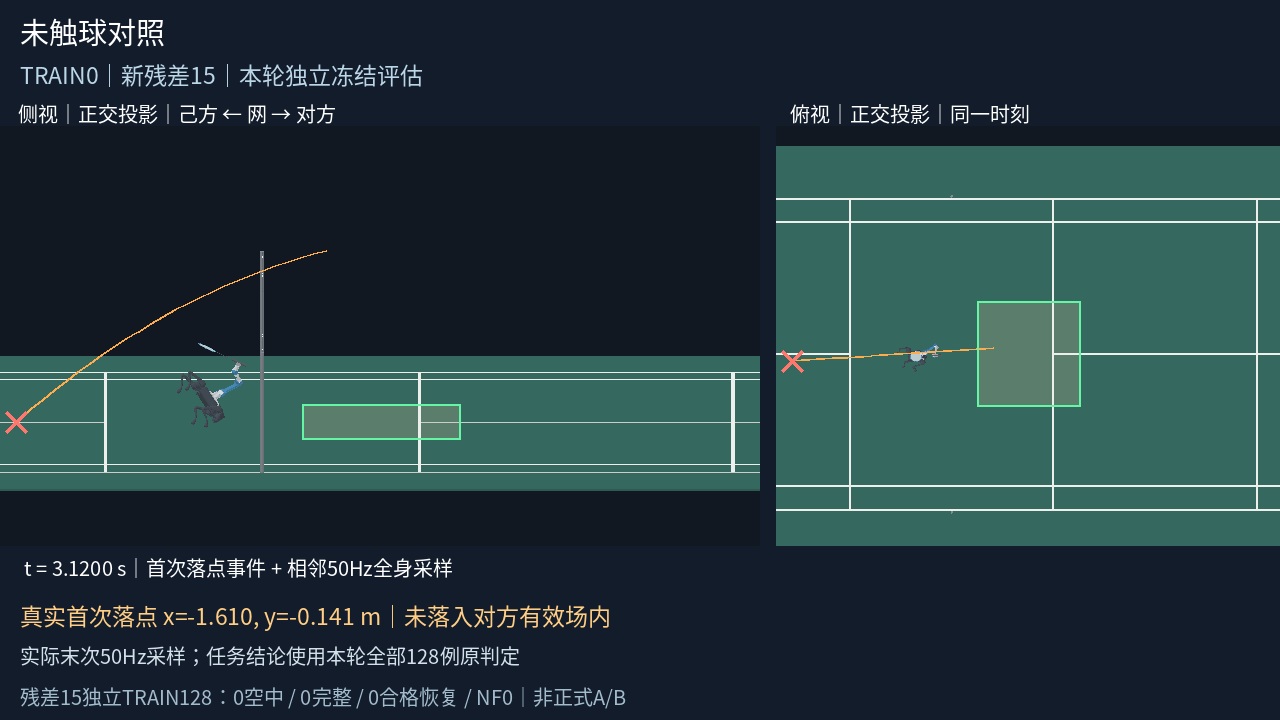 未触球对照
TRAIN0｜新残差15｜本轮独立冻结评估
侧视｜正交投影｜己方 ← 网 → 对方
俯视｜正交投影｜同一时刻
t = 3.1200 s｜首次落点事件 + 相邻50Hz全身采样
真实首次落点 x=-1.610, y=-0.141 m｜未落入对方有效场内
实际末次50Hz采样；任务结论使用本轮全部128例原判定
残差15独立TRAIN128：0空中 / 0完整 / 0合格恢复 / NF0｜非正式A/B